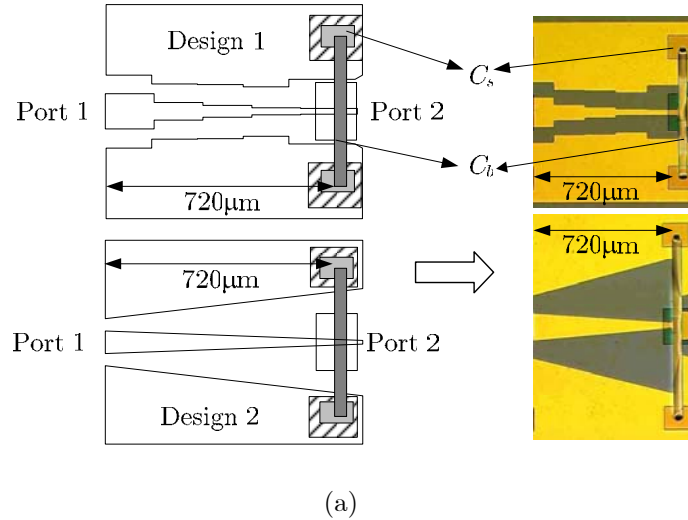 Design 1
C_s
Port 1
Port 2
C_b
720μm
720μm
720μm
720μm
Port 1
Port 2
Design 2
(a)